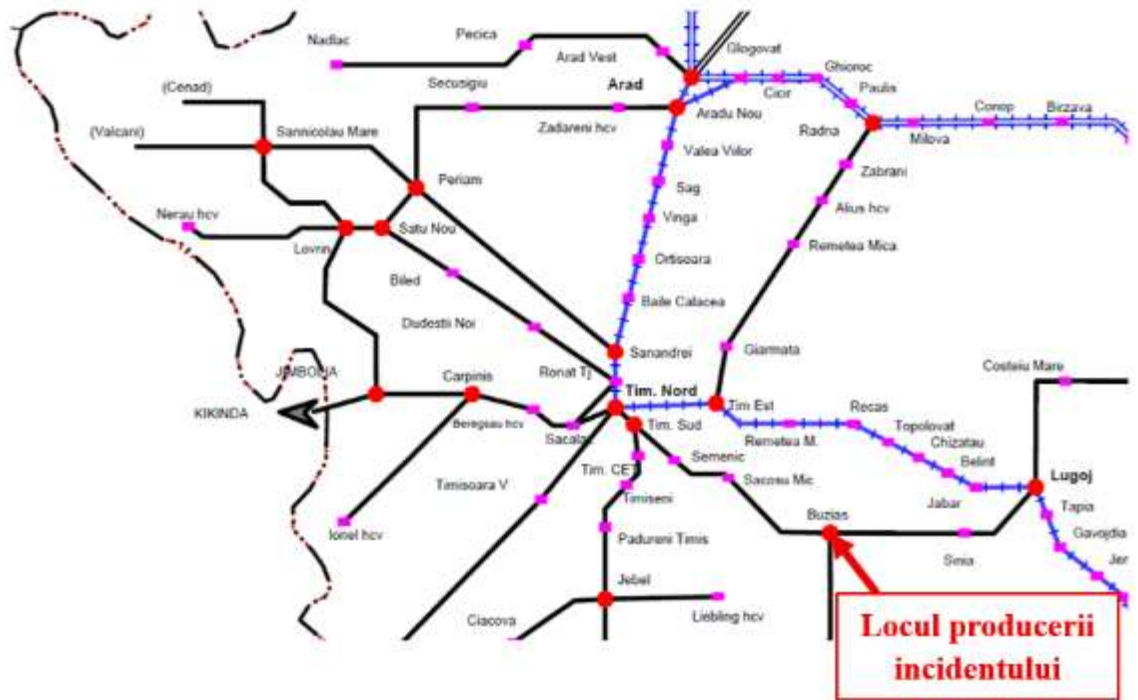 Nadlac
Pecica
Arad Vest
Glogovat
Ghioroc
Arad
Secusigiu
Cicir
Paulis
(Cenad)
Conop
Birzava
Zadareni hcv
Aradu Nou
Radna
Milova
(Valcani)
Sannicolau Mare
Valea Viilor
Periam
Sag
Zabrani
Alius hcv
Nerau hcv
Satu Nou
Vinga
Lovrin
Remetea Mica
Ortisoara
Biled
Baile Calacea
Dudestii Noi
Sanandrei
Giarmata
Costeiu Mare
JIMBOLIA
Carpinis
Ronat Tj
Tim. Nord
KIKINDA
Tim Est
Recas
Beregsau hcv
Sacalaz
Tim. Sud
Remetea M.
Topolovat
Chizatau
Semenic
Belint
Lugoj
Tim. CET
Sacosu Mic
Timisoara V
Timiseni
Jabar
Tapia
Buzias
Ionel hcv
Padureni Timis
Gavojdia
Sinia
Jer
Jebel
Ciacova
Liebling hcv
Locul producerii
incidentului